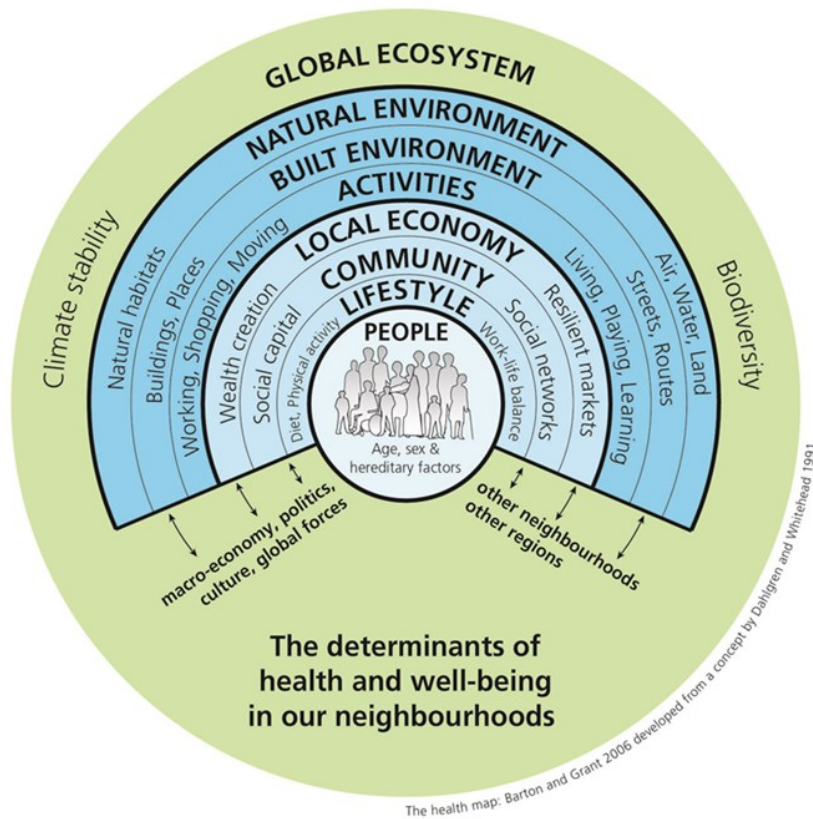 GLOBAL ECOSYSTEM
NATURAL ENVIRONMENT
BUILT ENVIRONMENT
ACTIVITIES
LOCAL ECONOMY
COMMUNITY
LIFESTYLE
PEOPLE
Age, sex &
hereditary factors
Climate stability
Natural habitats
Buildings, Places
Working, Shopping, Moving
Wealth creation
Social capital
Diet, Physical activity
Work-life balance
Social networks
Resilient markets
Living, Playing, Learning
Streets, Routes
Air, Water, Land
Biodiversity
macro-economy, politics,
culture, global forces
other neighbourhoods
other regions
The determinants of
health and well-being
in our neighbourhoods
The health map: Barton and Grant 2006 developed from a concept by Dahlgren and Whitehead 1991